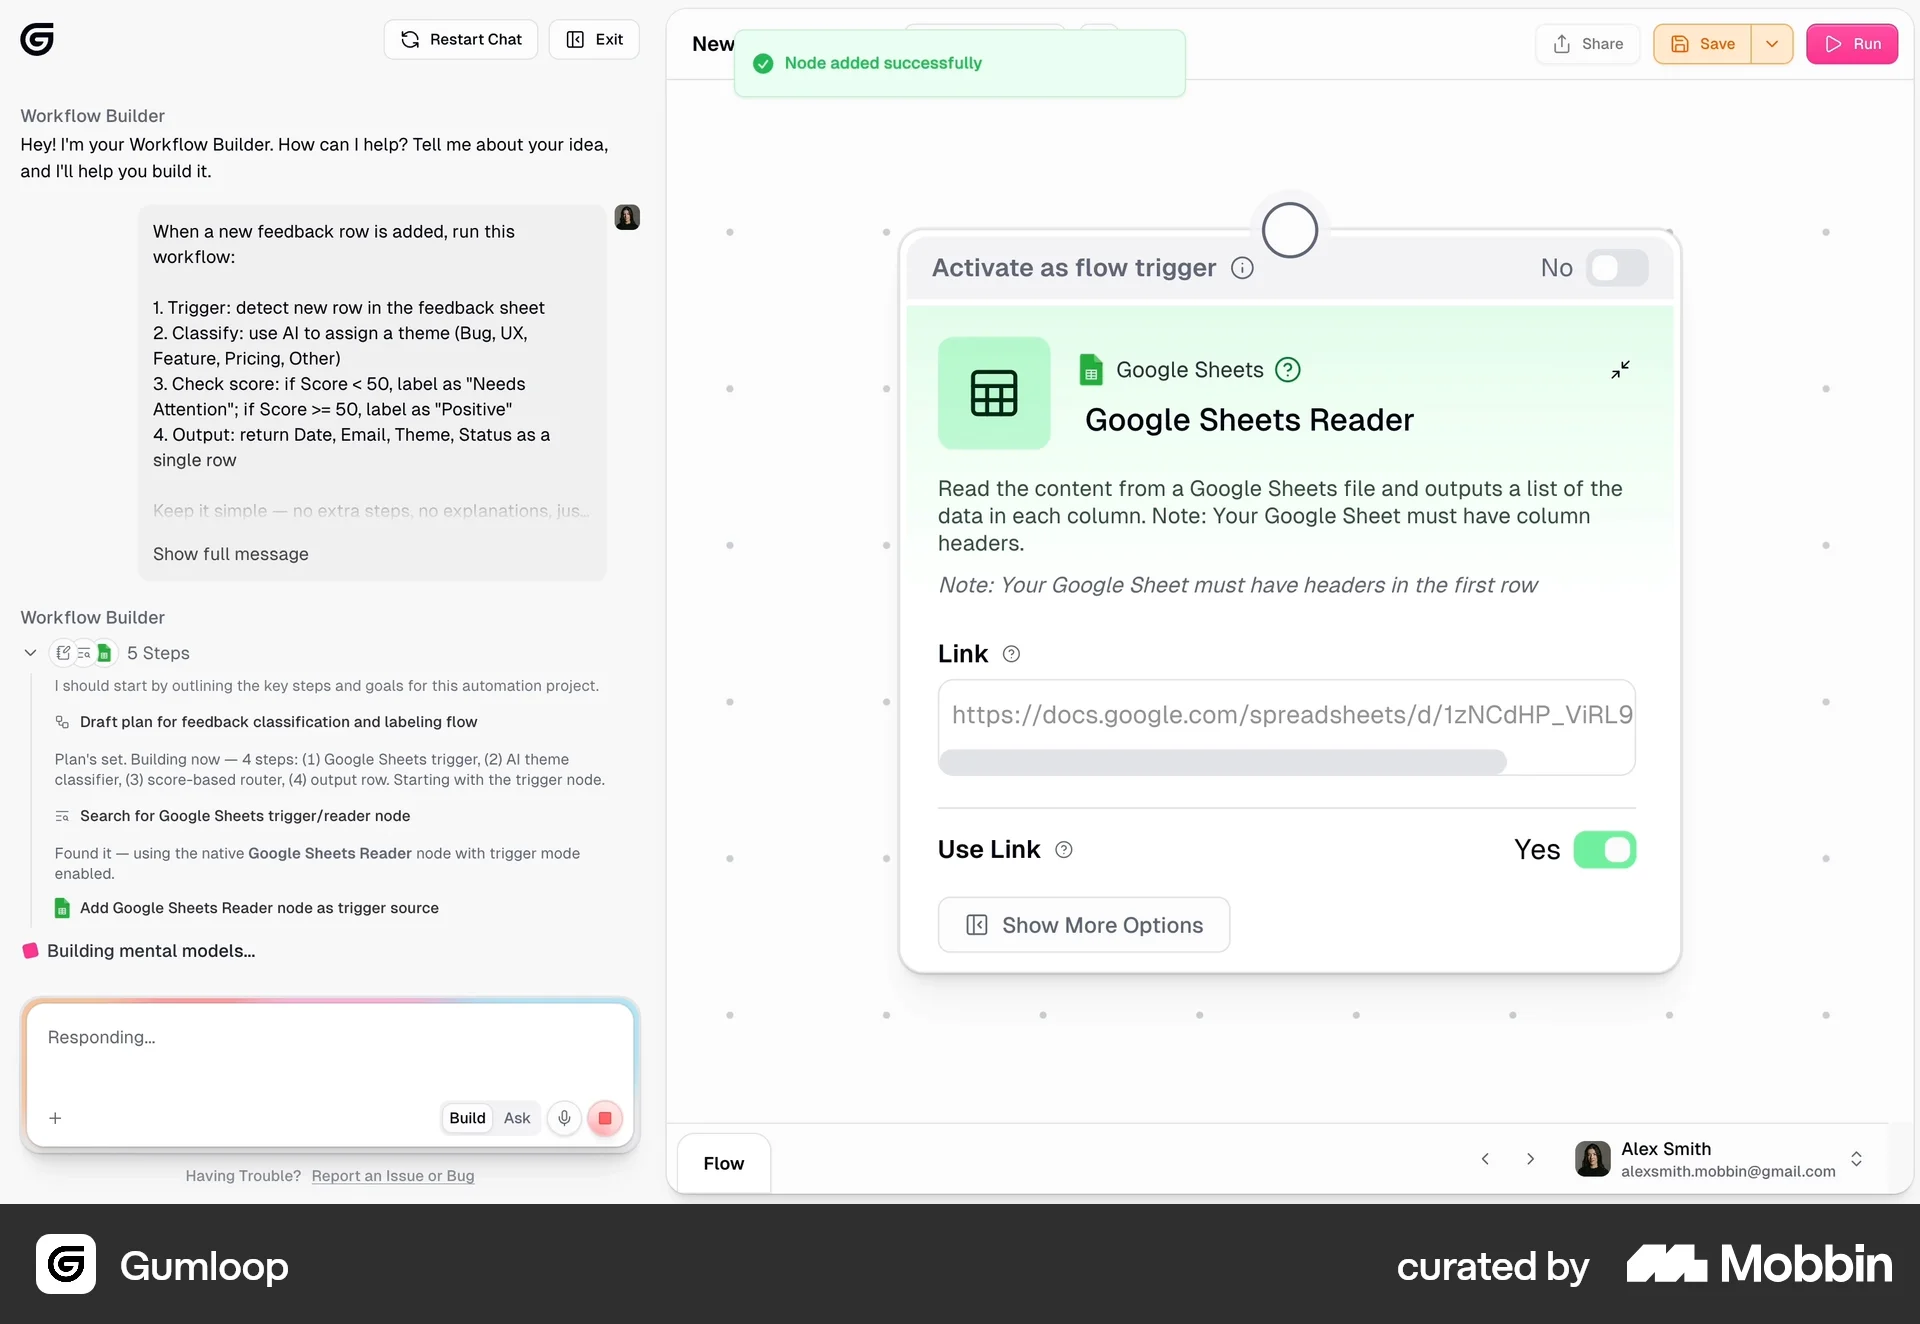 Restart Chat
Exit
Workflow Builder
Hey! I'm your Workflow Builder. How can I help? Tell me about your idea,
and I'll help you build it.
When a new feedback row is added, run this
workflow:
1. Trigger: detect new row in the feedback sheet
2. Classify: use AI to assign a theme (Bug, UX,
Feature, Pricing, Other)
3. Check score: if Score < 50, label as "Needs
Attention"; if Score >= 50, label as "Positive"
4. Output: return Date, Email, Theme, Status as a
single row
Keep it simple — no extra steps, no explanations, jus...
Show full message
Workflow Builder
5 Steps
I should start by outlining the key steps and goals for this automation project.
Draft plan for feedback classification and labeling flow
Plan's set. Building now — 4 steps: (1) Google Sheets trigger, (2) AI theme
classifier, (3) score-based router, (4) output row. Starting with the trigger node.
Search for Google Sheets trigger/reader node
Found it — using the native Google Sheets Reader node with trigger mode
enabled.
Add Google Sheets Reader node as trigger source
Building mental models...
Responding...
Build
Ask
Having Trouble? Report an Issue or Bug
New
Node added successfully
Share
Save
Run
Activate as flow trigger
No
Google Sheets
Google Sheets Reader
Read the content from a Google Sheets file and outputs a list of the
data in each column. Note: Your Google Sheet must have column
headers.
Note: Your Google Sheet must have headers in the first row
Link
https://docs.google.com/spreadsheets/d/1zNCdHP_ViRL9
Use Link
Yes
Show More Options
Flow
Alex Smith
alexsmith.mobbin@gmail.com
Gumloop
curated by
Mobbin